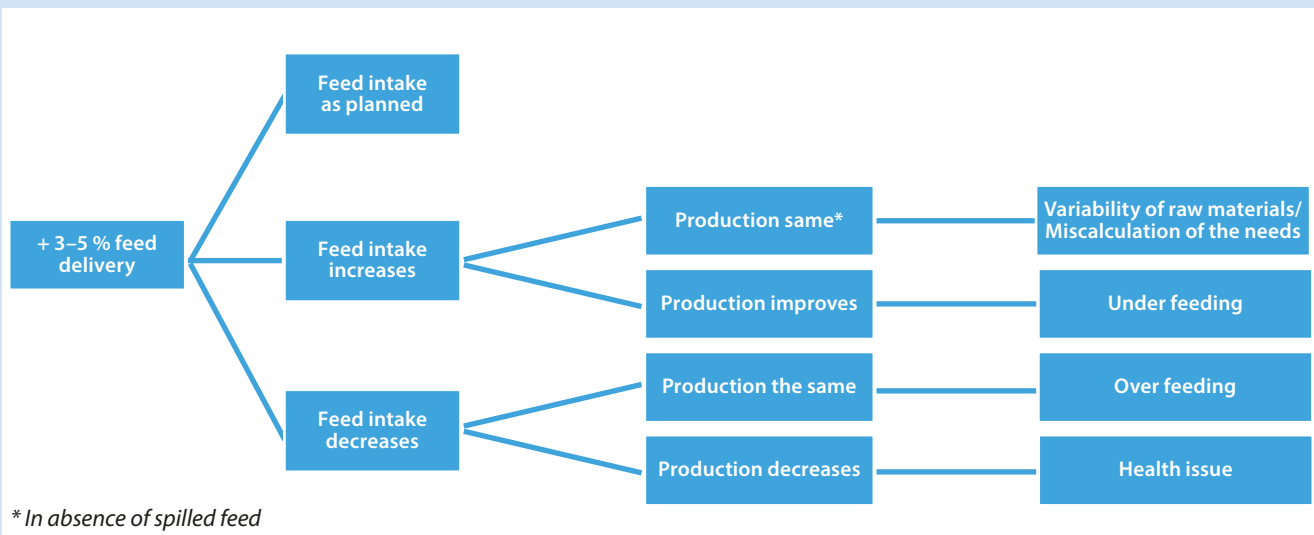 + 3–5 % feed
delivery
Feed intake
as planned
Feed intake
increases
Feed intake
decreases
Production same*
Production improves
Production the same
Production decreases
Variability of raw materials/
Miscalculation of the needs
Under feeding
Over feeding
Health issue
* In absence of spilled feed